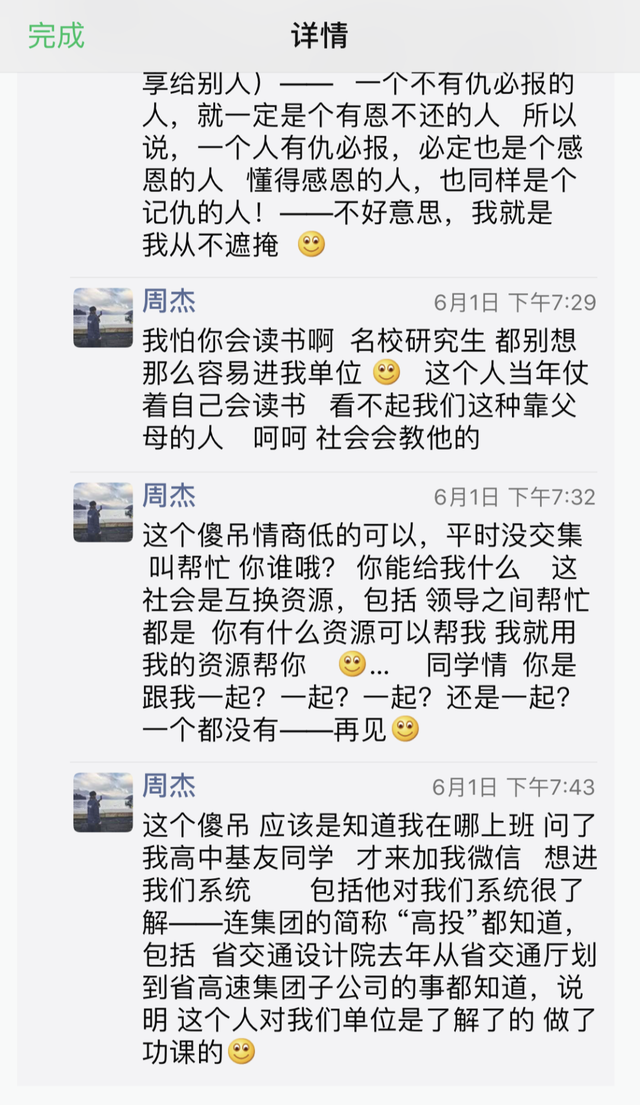 完成
详情
享给别人）—— 一个不有仇必报的
人，就一定是个有恩不还的人 所以
说，一个人有仇必报，必定也是个感
恩的人 懂得感恩的人，也同样是个
记仇的人！——不好意思，我就是
我从不遮掩
周杰
6月1日 下午7:29
我怕你会读书啊 名校研究生 都别想
那么容易进我单位 这个人当年仗
着自己会读书 看不起我们这种靠父
母的人 呵呵 社会会教他的
周杰
6月1日 下午7:32
这个傻吊情商低的可以，平时没交集
叫帮忙 你谁哦？ 你能给我什么 这
社会是互换资源，包括 领导之间帮忙
都是 你有什么资源可以帮我 我就用
我的资源帮你 ... 同学情 你是
跟我一起？一起？一起？还是一起？
一个都没有——再见
周杰
6月1日 下午7:43
这个傻吊 应该是知道我在哪上班 问了
我高中基友同学 才来加我微信 想进
我们系统 包括他对我们系统很了
解——连集团的简称 “高投”都知道，
包括 省交通设计院去年从省交通厅划
到省高速集团子公司的事都知道，说
明 这个人对我们单位是了解了的 做了
功课的